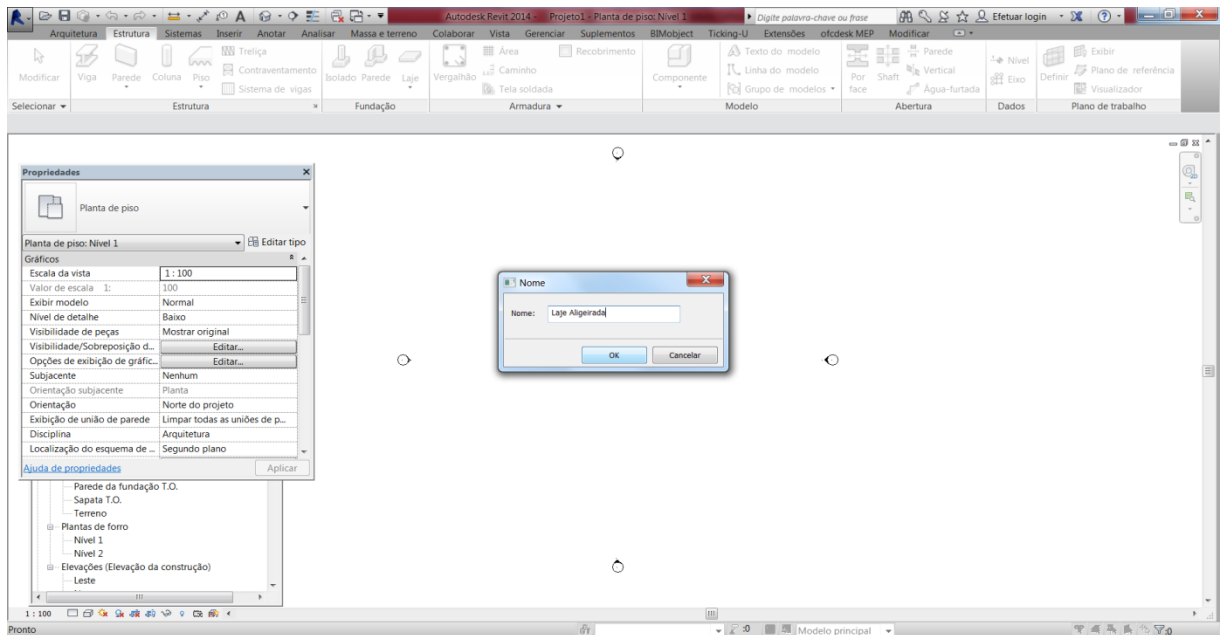 Autodesk Revit 2014 - Projeto1 - Planta de piso: Nível 1
Digite palavra-chave ou frase
Efetuar login
Arquitetura Estrutura Sistemas Inserir Anotar Analisar Massa e terreno Colaborar Vista Gerenciar Suplementos BIMobject Ticking-U Extensões ofcdesk MEP Modificar
Modificar
Viga
Parede
Coluna
Piso
Treliça
Contraventamento
Sistema de vigas
Isolado
Parede
Laje
Vergalhão
Área
Caminho
Tela soldada
Recobrimento
Componente
Texto do modelo
Linha do modelo
Grupo de modelos
Por face
Shaft
Parede
Vertical
Água-furtada
Nível
Eixo
Definir
Exibir
Plano de referência
Visualizador
Selecionar Estrutura Fundação Armadura Modelo Abertura Dados Plano de trabalho
Propriedades
Planta de piso
Planta de piso: Nível 1 Editar tipo
Gráficos
Escala da vista 1 : 100
Valor de escala 1: 100
Exibir modelo Normal
Nível de detalhe Baixo
Visibilidade de peças Mostrar original
Visibilidade/Sobreposição d... Editar...
Opções de exibição de gráfic... Editar...
Subjacente Nenhum
Orientação subjacente Planta
Orientação Norte do projeto
Exibição de união de parede Limpar todas as uniões de p...
Disciplina Arquitetura
Localização do esquema de ... Segundo plano
Ajuda de propriedades Aplicar
Parede da fundação T.O.
Sapata T.O.
Terreno
Plantas de forro
Nível 1
Nível 2
Elevações (Elevação da construção)
Leste
Nome
Nome: Laje Aligeirada
OK Cancelar
1 : 100
Pronto
:0
Modelo principal
:0